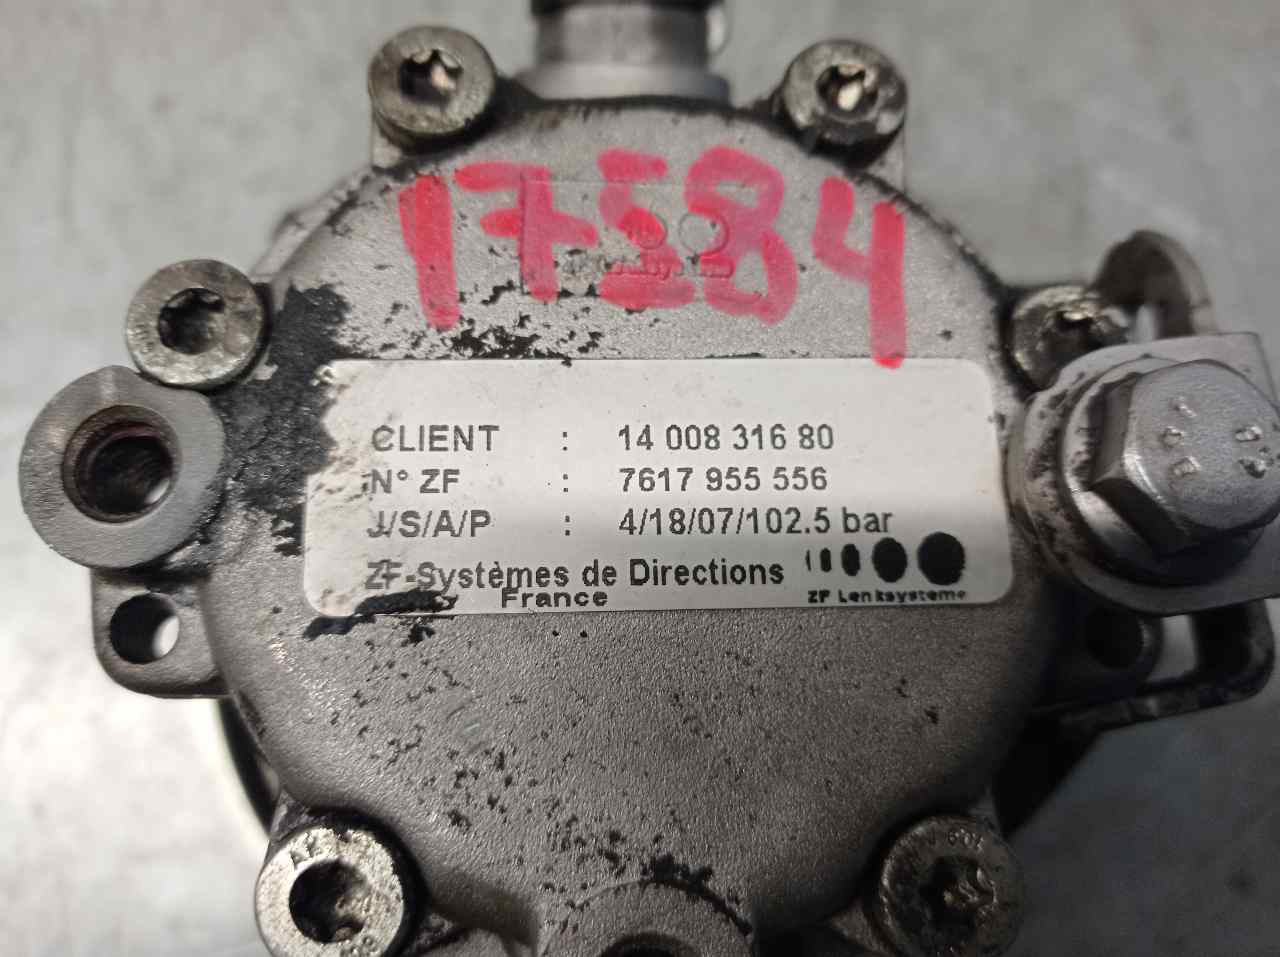 17584
CLIENT : 14 008 316 80
N° ZF : 7617 955 556
J/S/A/P : 4/18/07/102.5 bar
ZF-Systèmes de Directions
France
ZF Lenksysteme